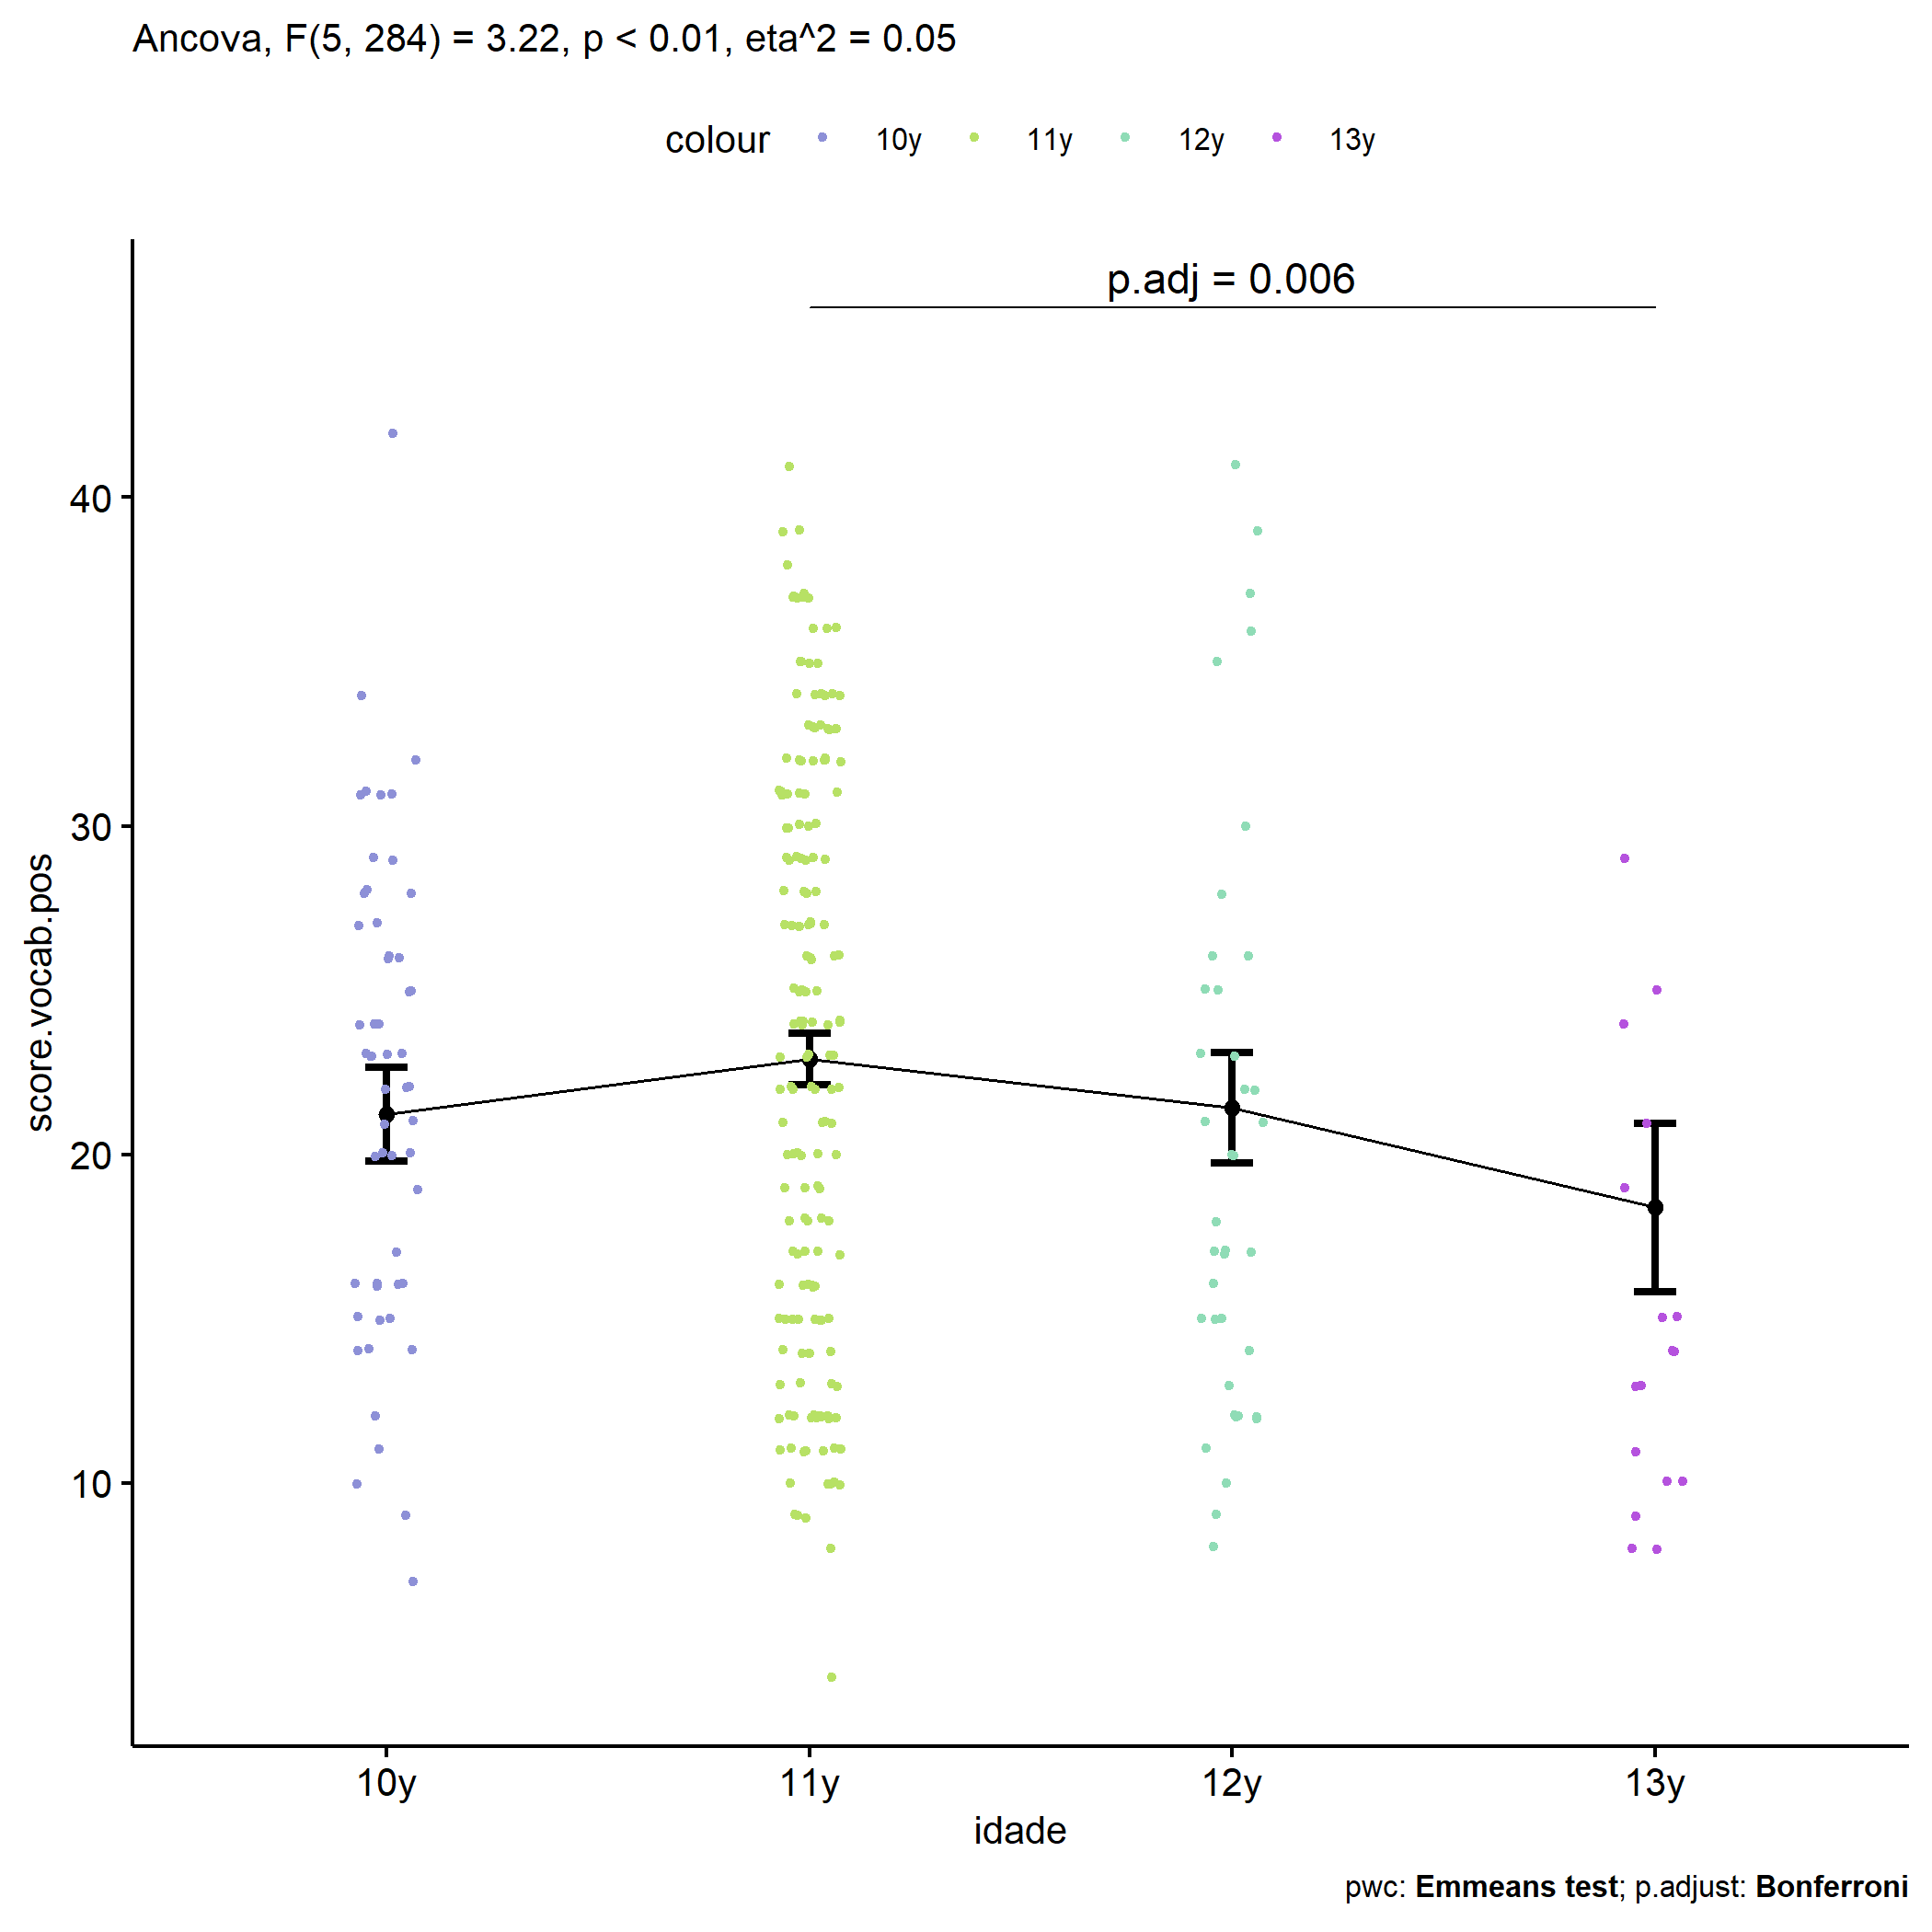 Ancova, F(5, 284) = 3.22, p < 0.01, eta^2 = 0.05
colour 10y 11y 12y 13y
p.adj = 0.006
40
30
20
10
score.vocab.pos
10y 11y 12y 13y
idade
pwc: Emmeans test; p.adjust: Bonferroni